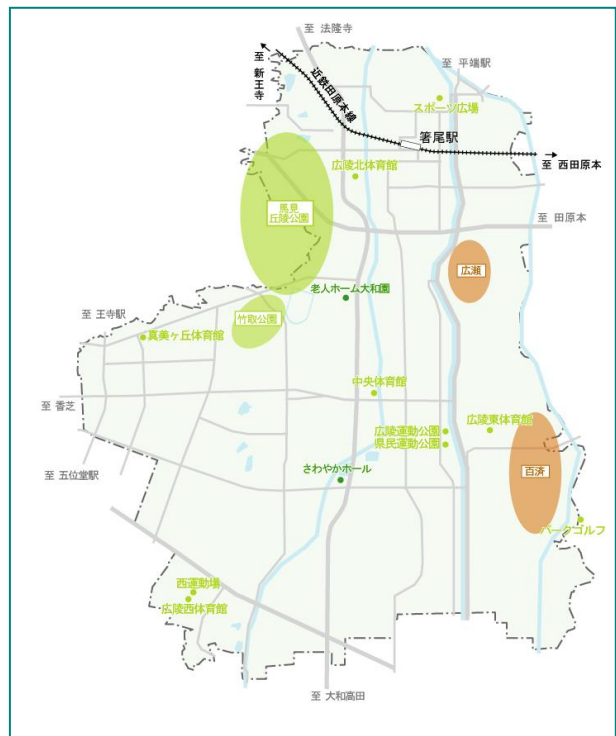 至 法隆寺
至
新
王
寺
近鉄田原本線
至 平端駅
スポーツ広場
箸尾駅
至 西田原本
広陵北体育館
馬見
丘陵公園
至 田原本
広瀬
老人ホーム大和園
竹取公園
至 王寺駅
真美ヶ丘体育館
中央体育館
至 香芝
広陵運動公園
県民運動公園
広陵東体育館
さわやかホール
百済
至 五位堂駅
パークゴルフ
西運動場
広陵西体育館
至 大和高田